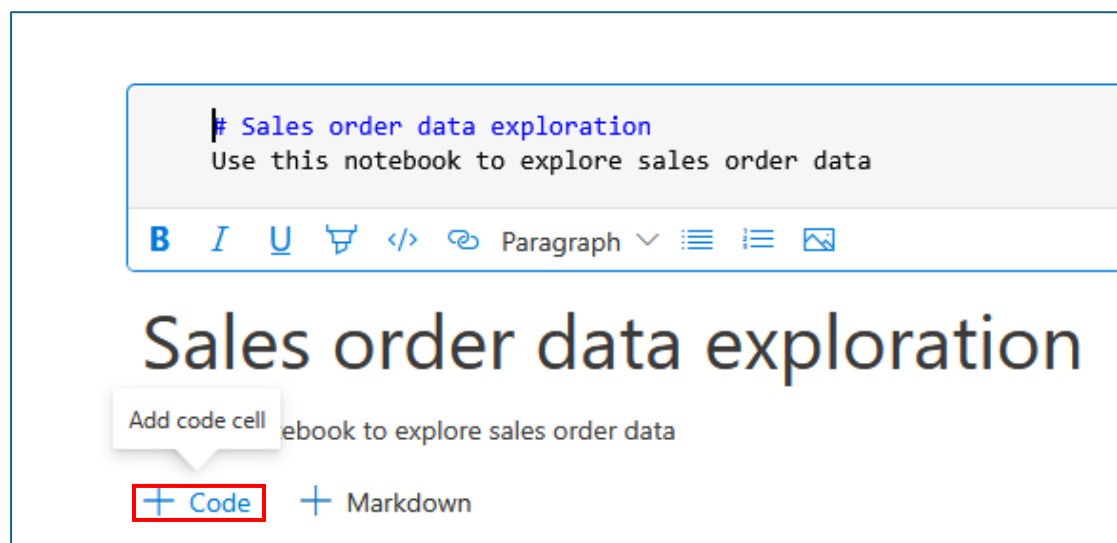 # Sales order data exploration
Use this notebook to explore sales order data
B I U </> Paragraph
Sales order data exploration
Add code cell
ebook to explore sales order data
+ Code + Markdown